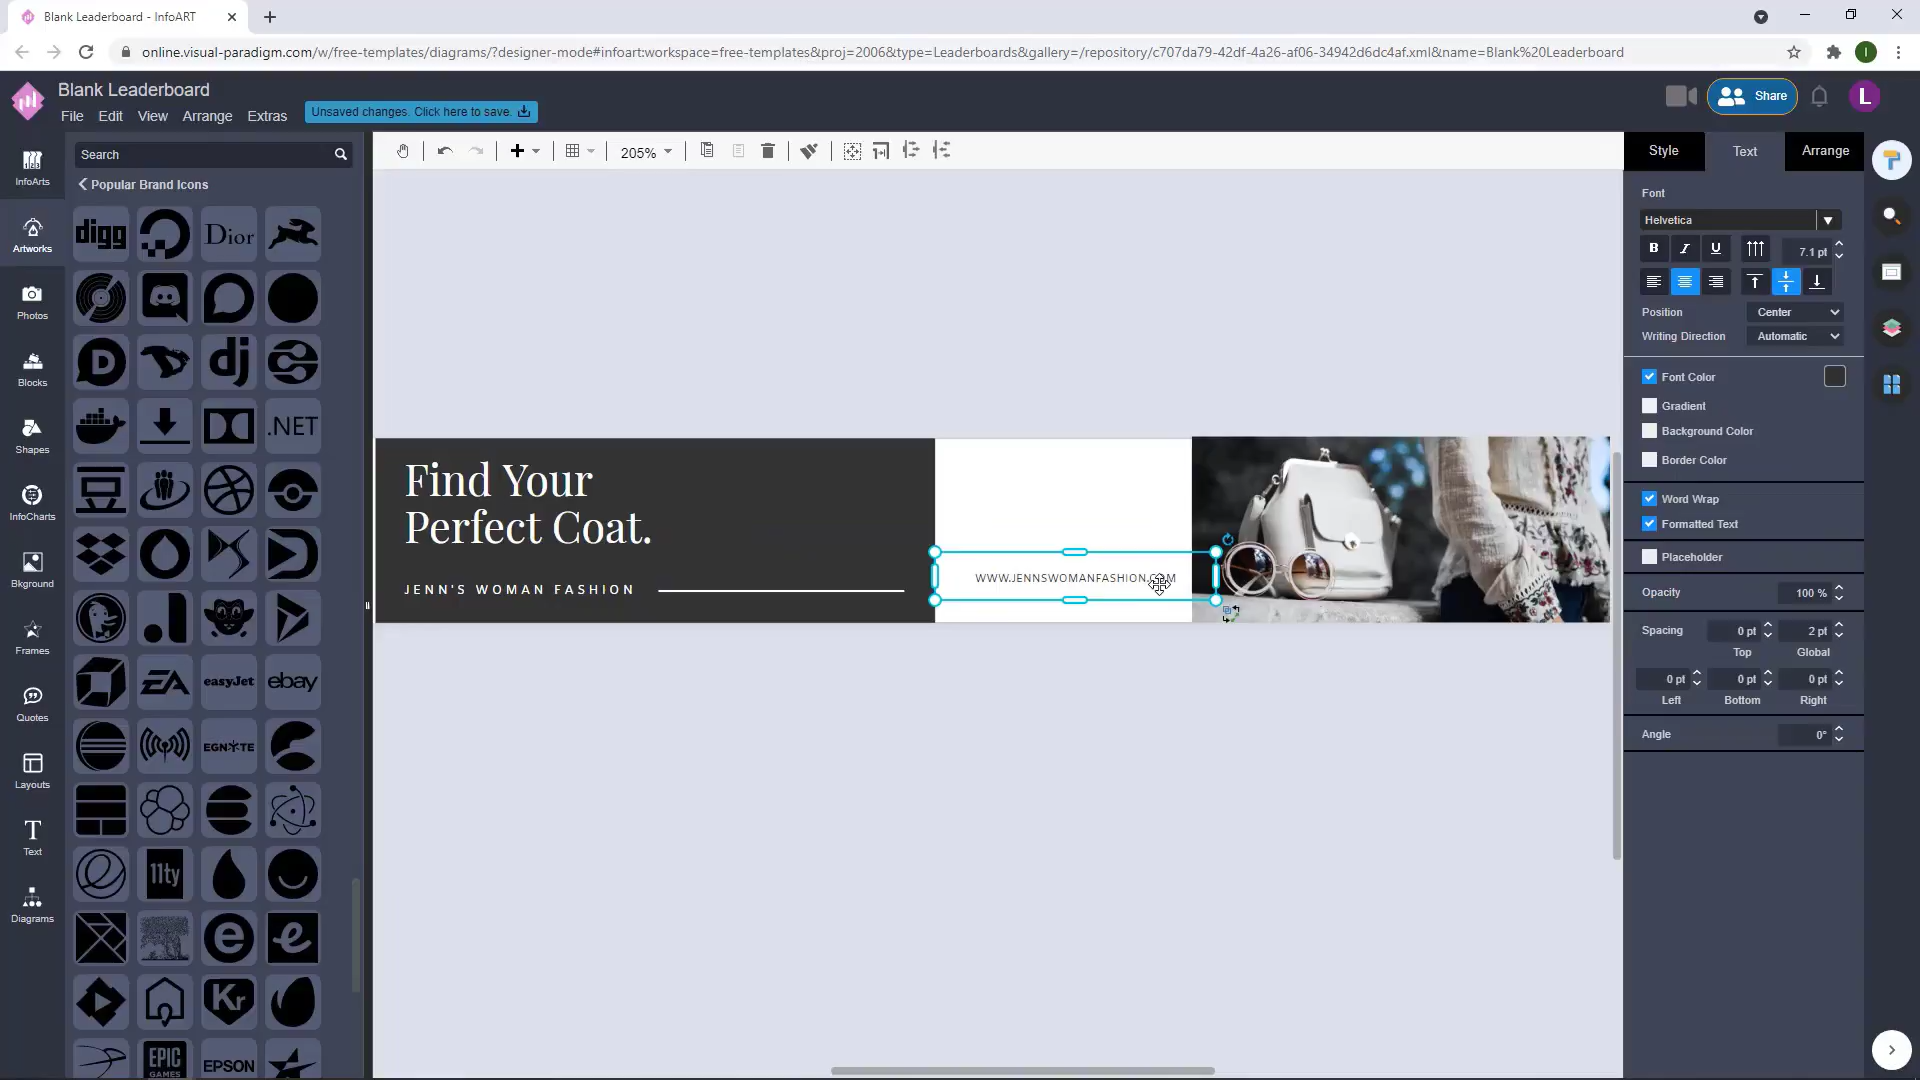 Blank Leaderboard - InfoART
online.visual-paradigm.com/w/free-templates/diagrams/?designer-mode#infoart:workspace=free-templates&proj=2006&type=Leaderboards&gallery=/repository/c707da79-42df-4a26-af06-34942d6dc4af.xml&name=Blank%20Leaderboard
I
Blank Leaderboard
File Edit View Arrange Extras
Unsaved changes. Click here to save.
Share
L
InfoArts
Artworks
Photos
Blocks
Shapes
InfoCharts
Bkground
Frames
Quotes
Layouts
T
Text
Diagrams
Search
Popular Brand Icons
digg
Dior
D
dj
.NET
EA
easyJet
ebay
EGNYTE
11ty
e
e
Kr
EPIC
GAMES
EPSON
205%
Find Your
Perfect Coat.
JENN'S WOMAN FASHION
WWW.JENNSWOMANFASHION.COM
Style Text Arrange
Font
Helvetica
B I U 7.1 pt
Position Center
Writing Direction Automatic
Font Color
Gradient
Background Color
Border Color
Word Wrap
Formatted Text
Placeholder
Opacity 100 %
Spacing 0 pt 2 pt
Top Global
0 pt 0 pt 0 pt
Left Bottom Right
Angle 0°